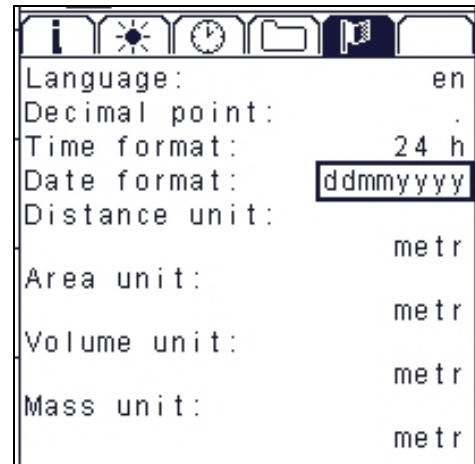 i
Language: en
Decimal point: .
Time format: 24 h
Date format: ddmmyyyy
Distance unit:
metr
Area unit:
metr
Volume unit:
metr
Mass unit:
metr